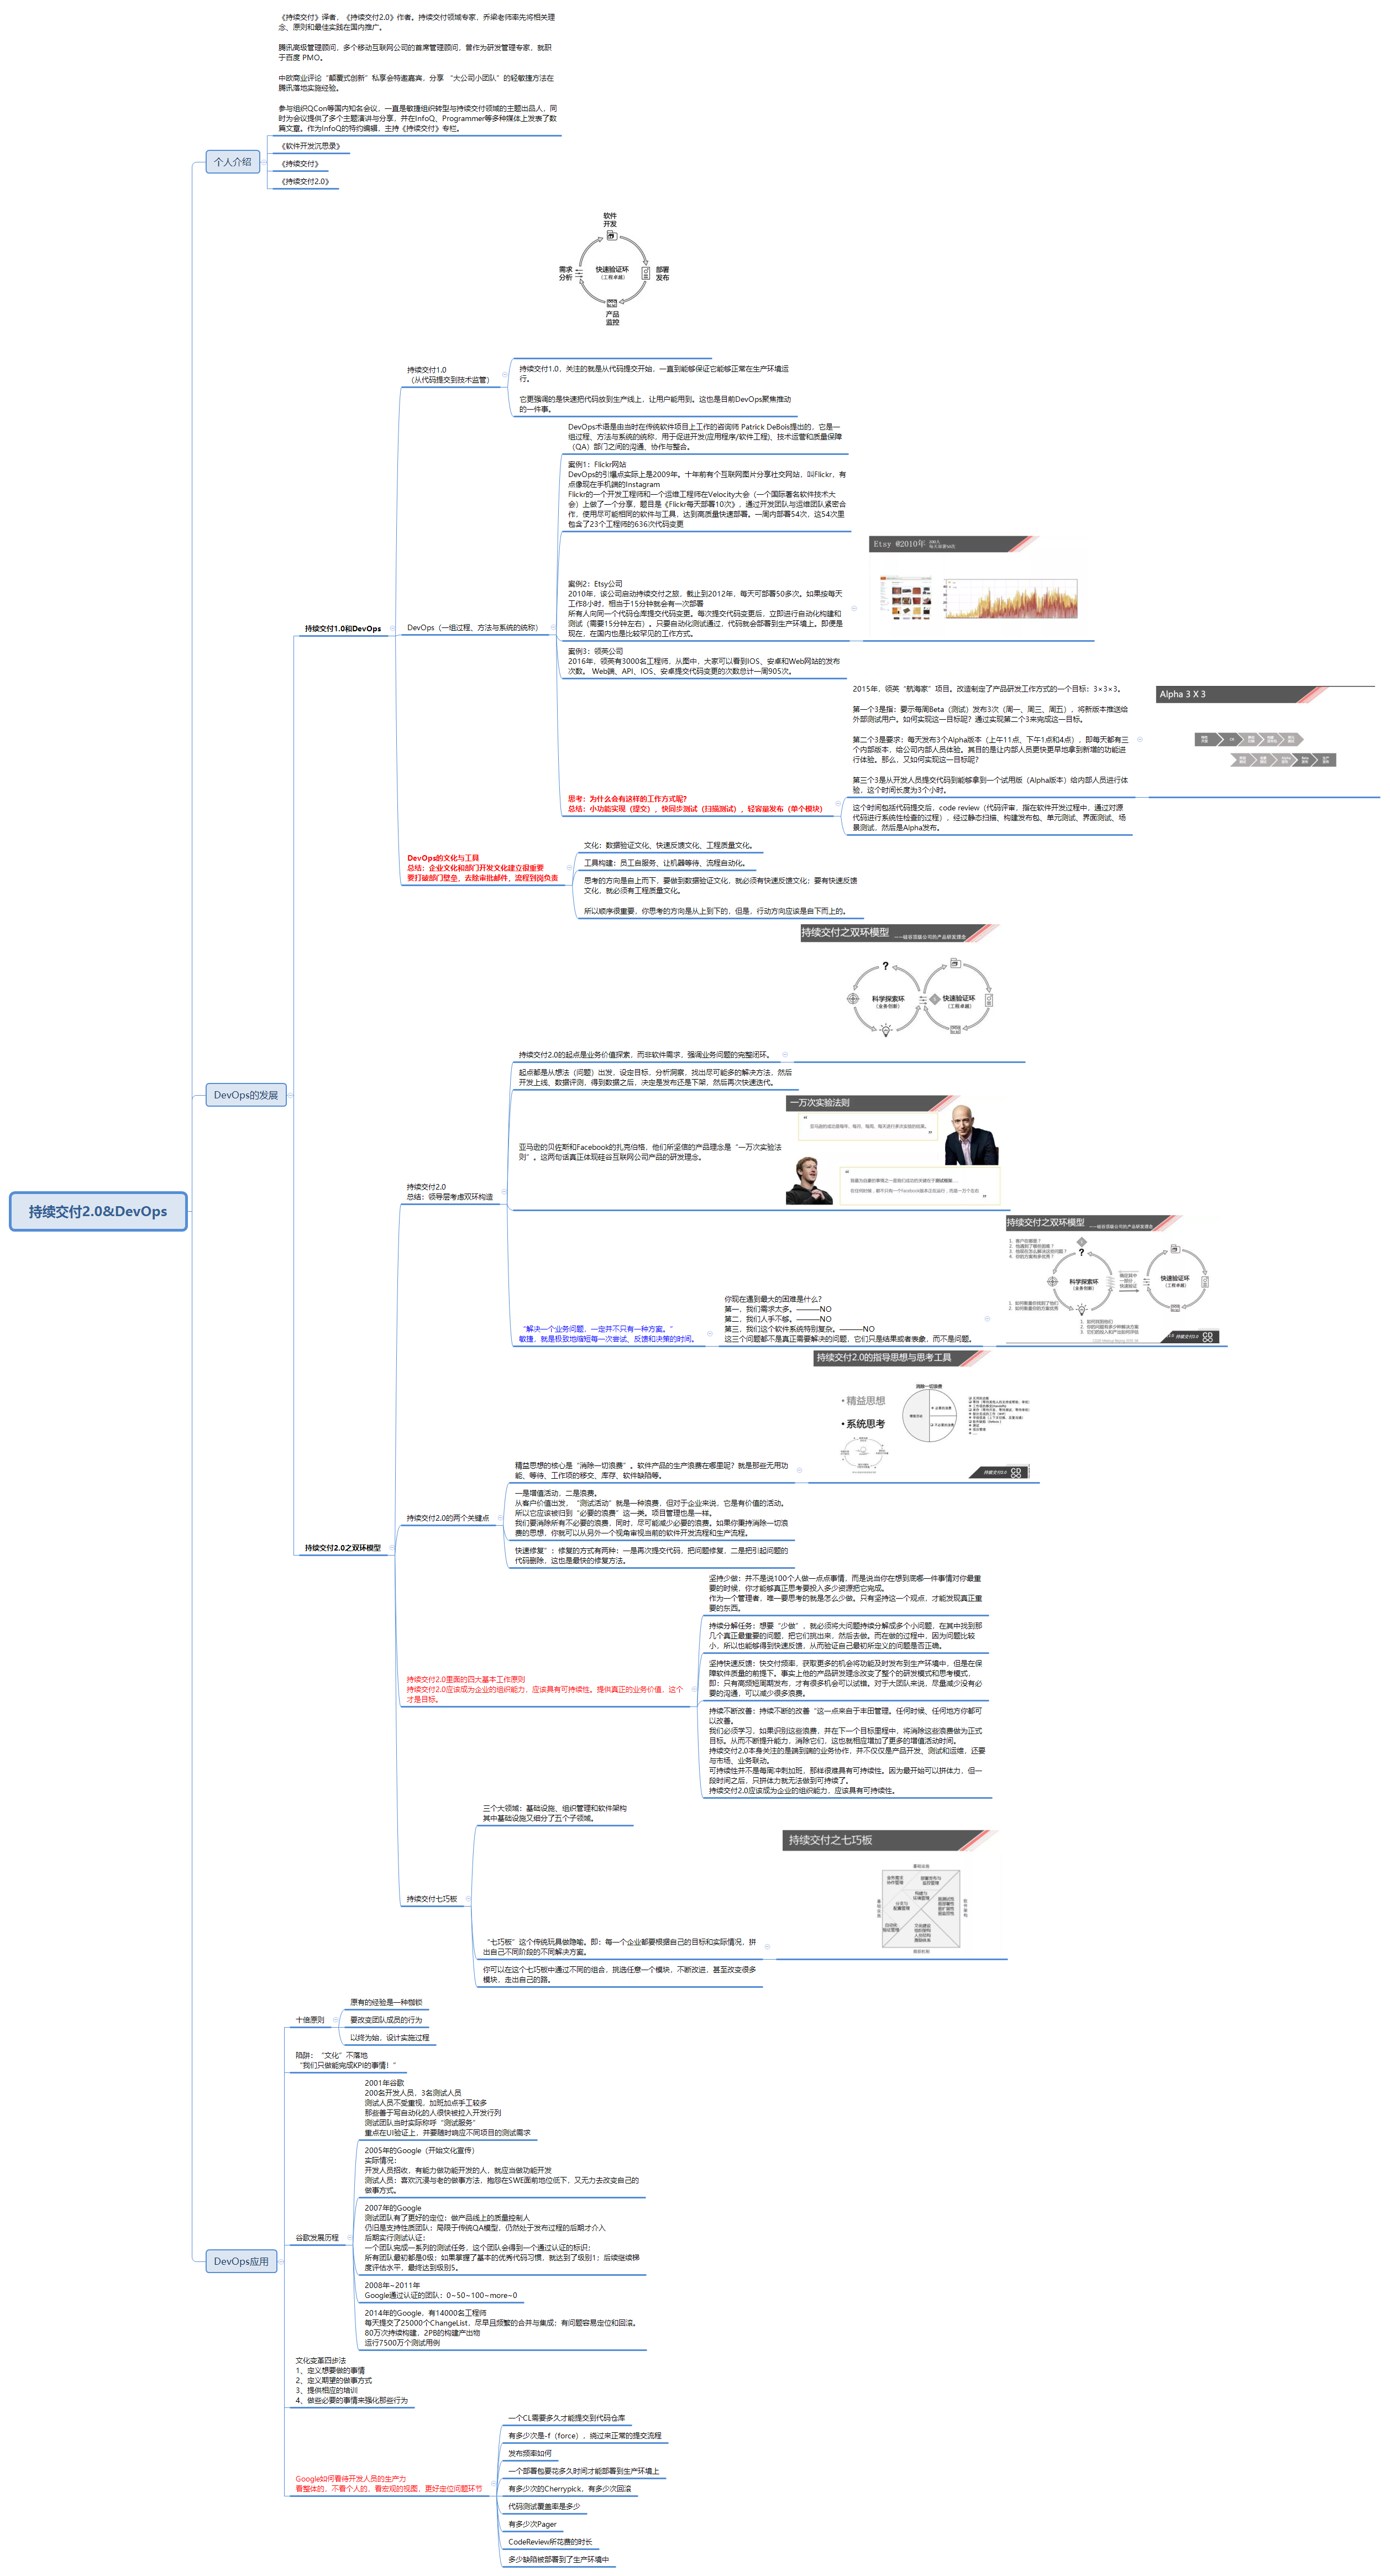 持续交付2.0&DevOps
个人介绍
《持续交付》译者，《持续交付2.0》作者。持续交付领域专家，乔梁老师率先将相关理
念、原则和最佳实践在国内推广。
腾讯高级管理顾问，多个移动互联网公司的首席管理顾问，曾作为研发管理专家，就职
于百度 PMO。
中欧商业评论“颠覆式创新”私享会特邀嘉宾，分享 “大公司小团队”的轻敏捷方法在
腾讯落地实施经验。
参与组织QCon等国内知名会议，一直是敏捷组织转型与持续交付领域的主题出品人，同
时为会议提供了多个主题演讲与分享，并在InfoQ、Programmer等多种媒体上发表了数
篇文章。作为InfoQ的特约编辑，主持《持续交付》专栏。
《软件开发沉思录》
《持续交付》
《持续交付2.0》
DevOps的发展
持续交付1.0和DevOps
持续交付1.0
（从代码提交到技术监管）
软件
开发
需求
分析
快速验证环
（工程卓越）
部署
发布
产品
监控
持续交付1.0，关注的就是从代码提交开始，一直到能够保证它能够正常在生产环境运
行。
它更强调的是快速把代码放到生产线上，让用户能用到。这也是目前DevOps聚焦推动
的一件事。
DevOps（一组过程、方法与系统的统称）
DevOps术语是由当时在传统软件项目上工作的咨询师 Patrick DeBois提出的，它是一
组过程、方法与系统的统称，用于促进开发(应用程序/软件工程)、技术运营和质量保障
（QA）部门之间的沟通、协作与整合。
案例1：Flickr网站
DevOps的引爆点实际上是2009年。十年前有个互联网图片分享社交网站，叫Flickr，有
点像现在手机端的Instagram
Flickr的一个开发工程师和一个运维工程师在Velocity大会（一个国际著名软件技术大
会）上做了一个分享，题目是《Flickr每天部署10次》，通过开发团队与运维团队紧密合
作，使用尽可能相同的软件与工具，达到高质量快速部署。一周内部署54次，这54次里
包含了23个工程师的636次代码变更
案例2：Etsy公司
2010年，该公司启动持续交付之旅，截止到2012年，每天可部署50多次。如果按每天
工作8小时，相当于15分钟就会有一次部署
所有人向同一个代码仓库提交代码变更。每次提交代码变更后，立即进行自动化构建和
测试（需要15分钟左右）。只要自动化测试通过，代码就会部署到生产环境上。即便是
现在，在国内也是比较罕见的工作方式。
Etsy @2010年
案例3：领英公司
2016年，领英有3000名工程师，从图中，大家可以看到IOS、安卓和Web网站的发布
次数。 Web端、API、IOS、安卓提交代码变更的次数总计一周905次。
思考：为什么会有这样的工作方式呢？
总结：小功能实现（提交）、快同步测试（扫描测试）、轻容量发布（单个模块）
2015年，领英“航海家”项目。改造制定了产品研发工作方式的一个目标：3×3×3。
第一个3是指：要示每周Beta（测试）发布3次（周一、周三、周五），将新版本推送给
外部测试用户。如何实现这一目标呢？通过实现第二个3来完成这一目标。
第二个3是要求：每天发布3个Alpha版本（上午11点、下午1点和4点），即每天都有三
个内部版本，给公司内部人员体验。其目的是让内部人员更快更早地拿到新增的功能进
行体验。那么，又如何实现这一目标呢？
第三个3是从开发人员提交代码到能够拿到一个试用版（Alpha版本）给内部人员进行体
验，这个时间长度为3个小时。
Alpha 3 X 3
这个时间包括代码提交后，code review（代码评审，指在软件开发过程中，通过对源
代码进行系统性检查的过程），经过静态扫描、构建发布包、单元测试、界面测试、场
景测试，然后是Alpha发布。
DevOps的文化与工具
总结：企业文化和部门开发文化建立很重要
要打破部门壁垒，去除审批邮件，流程到岗负责
文化：数据验证文化、快速反馈文化、工程质量文化。
工具构建：员工自服务、让机器等待、流程自动化。
思考的方向是自上而下，要做到数据验证文化，就必须有快速反馈文化；要有快速反馈
文化，就必须有工程质量文化。
所以顺序很重要，你思考的方向是从上到下的，但是，行动方向应该是自下而上的。
持续交付2.0之双环模型
持续交付2.0
总结：领导层考虑双环构造
持续交付2.0的起点是业务价值探索，而非软件需求，强调业务问题的完整闭环。
持续交付之双环模型
——硅谷顶级公司的产品研发理念
科学探索环
（业务创新）
快速验证环
（工程卓越）
起点都是从想法（问题）出发，设定目标，分析洞察，找出尽可能多的解决方法，然后
开发上线、数据评测，得到数据之后，决定是发布还是下架，然后再次快速迭代。
亚马逊的贝佐斯和Facebook的扎克伯格，他们所坚信的产品理念是“一万次实验法
则”。这两句话真正体现硅谷互联网公司产品的研发理念。
一万次实验法则
“解决一个业务问题，一定并不只有一种方案。”
敏捷，就是极致地缩短每一次尝试、反馈和决策的时间。
你现在遇到最大的困难是什么？
第一，我们需求太多。————NO
第二，我们人手不够。————NO
第三，我们这个软件系统特别复杂。————NO
这三个问题都不是真正需要解决的问题，它们只是结果或者表象，而不是问题。
持续交付之双环模型
——硅谷顶级公司的产品研发理念
科学探索环
（业务创新）
快速验证环
（工程卓越）
持续交付2.0的两个关键点
精益思想的核心是“消除一切浪费”。软件产品的生产浪费在哪里呢？就是那些无用功
能、等待、工作项的移交、库存、软件缺陷等。
持续交付2.0的指导思想与思考工具
• 精益思想
• 系统思考
消除一切浪费
一是增值活动，二是浪费。
从客户价值出发，“测试活动”就是一种浪费，但对于企业来说，它是有价值的活动。
所以它应该被归到“必要的浪费”这一类。项目管理也是一样。
我们要消除所有不必要的浪费，同时，尽可能减少必要的浪费。如果你秉持消除一切浪
费的思想，你就可以从另外一个视角审视当前的软件开发流程和生产流程。
快速修复”：修复的方式有两种：一是再次提交代码，把问题修复，二是把引起问题的
代码删除，这也是最快的修复方法。
持续交付2.0里面的四大基本工作原则
持续交付2.0应该成为企业的组织能力，应该具有可持续性。提供真正的业务价值，这个
才是目标。
坚持少做：并不是说100个人做一点点事情，而是说当你在想到底哪一件事情对你最重
要的时候，你才能够真正思考要投入多少资源把它完成。
作为一个管理者，唯一要思考的就是怎么少做。只有坚持这一个观点，才能发现真正重
要的东西。
持续分解任务：想要“少做”，就必须将大问题持续分解成多个小问题，在其中找到那
几个真正最重要的问题，把它们挑出来，然后去做。而在做的过程中，因为问题比较
小，所以也能够得到快速反馈，从而验证自己最初所定义的问题是否正确。
坚持快速反馈：快交付频率，获取更多的机会将功能及时发布到生产环境中，但是在保
障软件质量的前提下。事实上他的产品研发理念改变了整个的研发模式和思考模式，
即：只有高频短周期发布，才有很多机会可以试错。对于大团队来说，尽量减少没有必
要的沟通，可以减少很多浪费。
持续不断改善：持续不断的改善“这一点来自于丰田管理。任何时候、任何地方你都可
以改善。
我们必须学习，如果识别这些浪费，并在下一个目标里程中，将消除这些浪费做为正式
目标。从而不断提升能力，消除它们，这也就相应增加了更多的增值活动时间。
持续交付2.0本身关注的是端到端的业务协作，并不仅仅是产品开发、测试和运维，还要
与市场、业务联动。
可持续性并不是每周冲刺加班，那样很难具有可持续性。因为最开始可以拼体力，但一
段时间之后，只拼体力就无法做到可持续了。
持续交付2.0应该成为企业的组织能力，应该具有可持续性。
持续交付七巧板
三个大领域：基础设施、组织管理和软件架构
其中基础设施又细分了五个子领域。
“七巧板”这个传统玩具做隐喻。即：每一个企业都要根据自己的目标和实际情况，拼
出自己不同阶段的不同解决方案。
持续交付之七巧板
你可以在这个七巧板中通过不同的组合，挑选任意一个模块，不断改进，甚至改变很多
模块，走出自己的路。
DevOps应用
十倍原则
原有的经验是一种枷锁
要改变团队成员的行为
以终为始，设计实施过程
陷阱：“文化”不落地
“我们只做能完成KPI的事情！”
谷歌发展历程
2001年谷歌
200名开发人员，3名测试人员
测试人员不受重视，加班加点手工较多
那些善于写自动化的人很快被拉入开发行列
测试团队当时实际称呼“测试服务”
重点在UI验证上，并要随时响应不同项目的测试需求
2005年的Google（开始文化宣传）
实际情况：
开发人员招收，有能力做功能开发的人，就应当做功能开发
测试人员：喜欢沉浸与老的做事方法，抱怨在SWE面前地位低下，又无力去改变自己的
做事方式。
2007年的Google
测试团队有了更好的定位：做产品线上的质量控制人
仍旧是支持性质团队：局限于传统QA模型，仍然处于发布过程的后期才介入
后期实行测试认证：
一个团队完成一系列的测试任务，这个团队会得到一个通过认证的标识；
所有团队最初都是0级；如果掌握了基本的优秀代码习惯，就达到了级别1；后续继续梯
度评估水平，最终达到级别5。
2008年~2011年
Google通过认证的团队：0~50~100~more~0
2014年的Google，有14000名工程师
每天提交了25000个ChangeList，尽早且频繁的合并与集成；有问题容易定位和回滚。
80万次持续构建，2PB的构建产出物
运行7500万个测试用例
文化变革四步法
1、定义想要做的事情
2、定义期望的做事方式
3、提供相应的培训
4、做些必要的事情来强化那些行为
Google如何看待开发人员的生产力
看整体的，不看个人的，看宏观的视图，更好定位问题环节
一个CL需要多久才能提交到代码仓库
有多少次是-f（force），绕过来正常的提交流程
发布频率如何
一个部署包要花多久时间才能部署到生产环境上
有多少次的Cherrypick，有多少次回滚
代码测试覆盖率是多少
有多少次Pager
CodeReview所花费的时长
多少缺陷被部署到了生产环境中